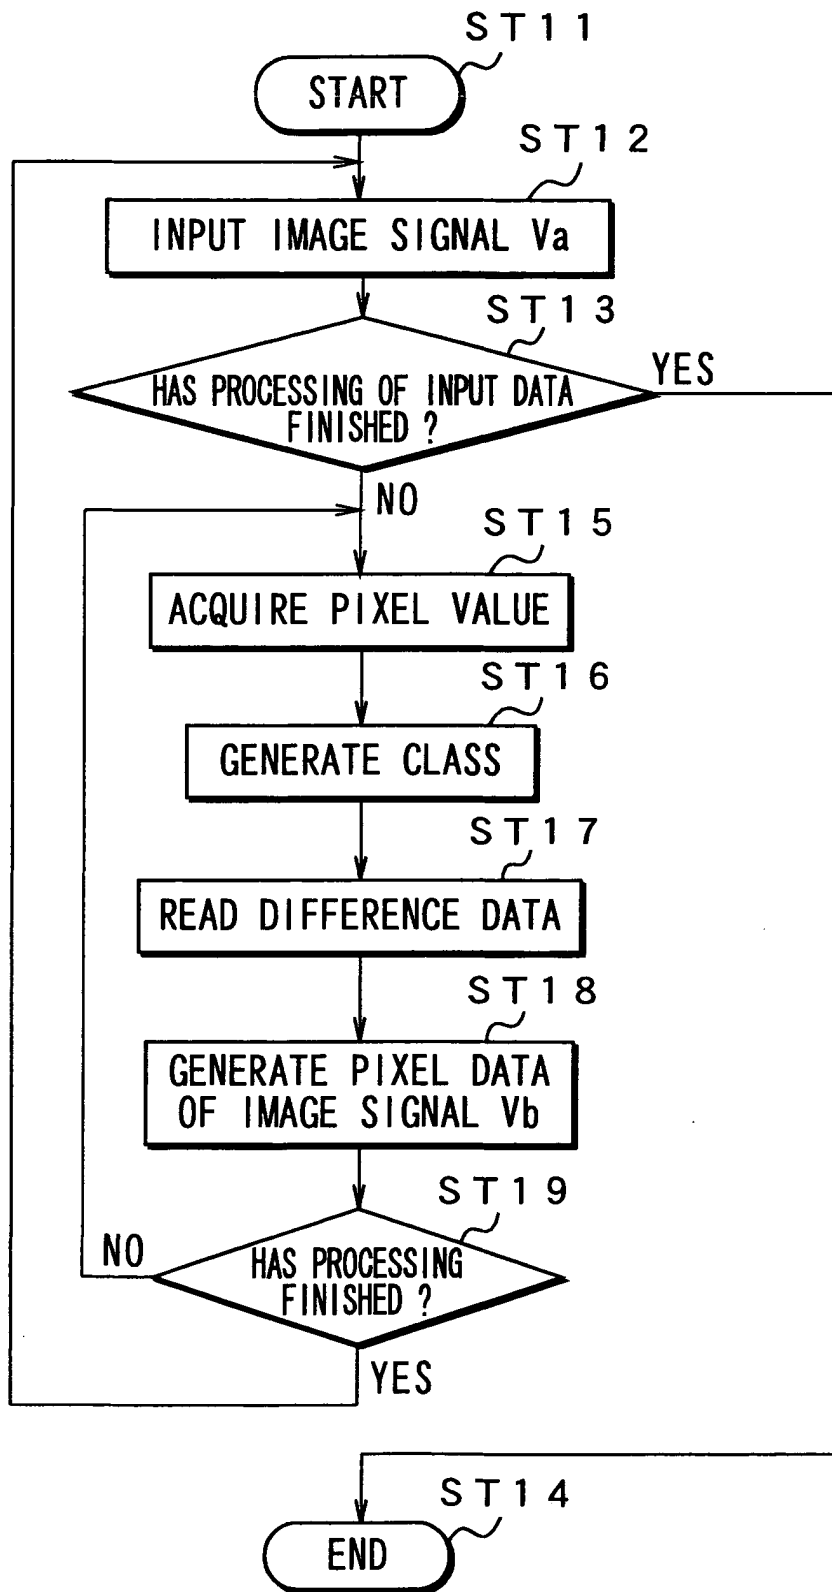 ST11
START
ST12
INPUT IMAGE SIGNAL Va
ST13
HAS PROCESSING OF INPUT DATA
FINISHED ?
YES
NO
ST15
ACQUIRE PIXEL VALUE
ST16
GENERATE CLASS
ST17
READ DIFFERENCE DATA
ST18
GENERATE PIXEL DATA
OF IMAGE SIGNAL Vb
ST19
NO
HAS PROCESSING
FINISHED ?
YES
ST14
END